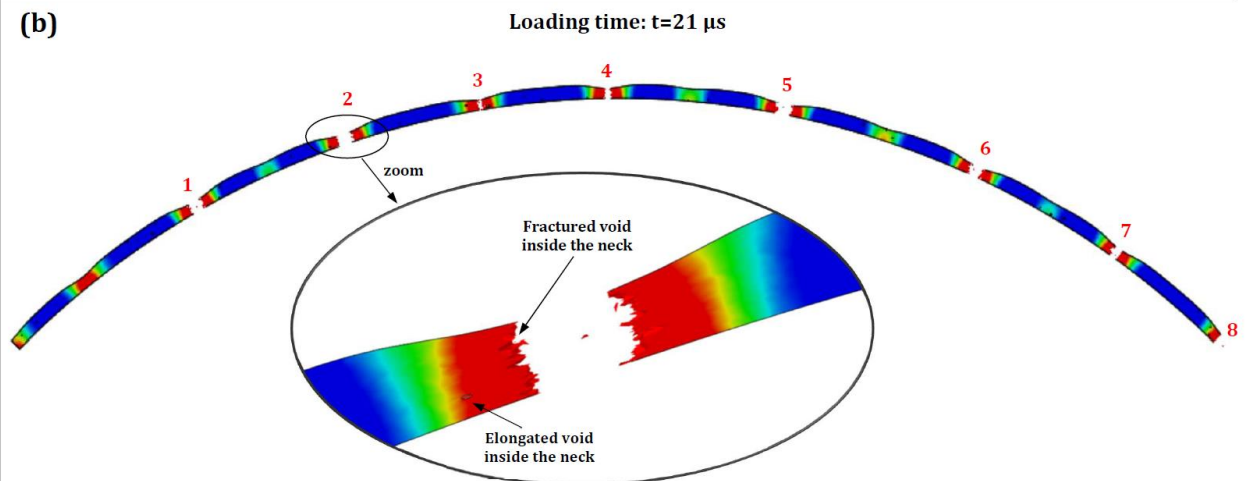 (b)
Loading time: t=21 μs
1
2
3
4
5
6
7
8
zoom
Fractured void
inside the neck
Elongated void
inside the neck